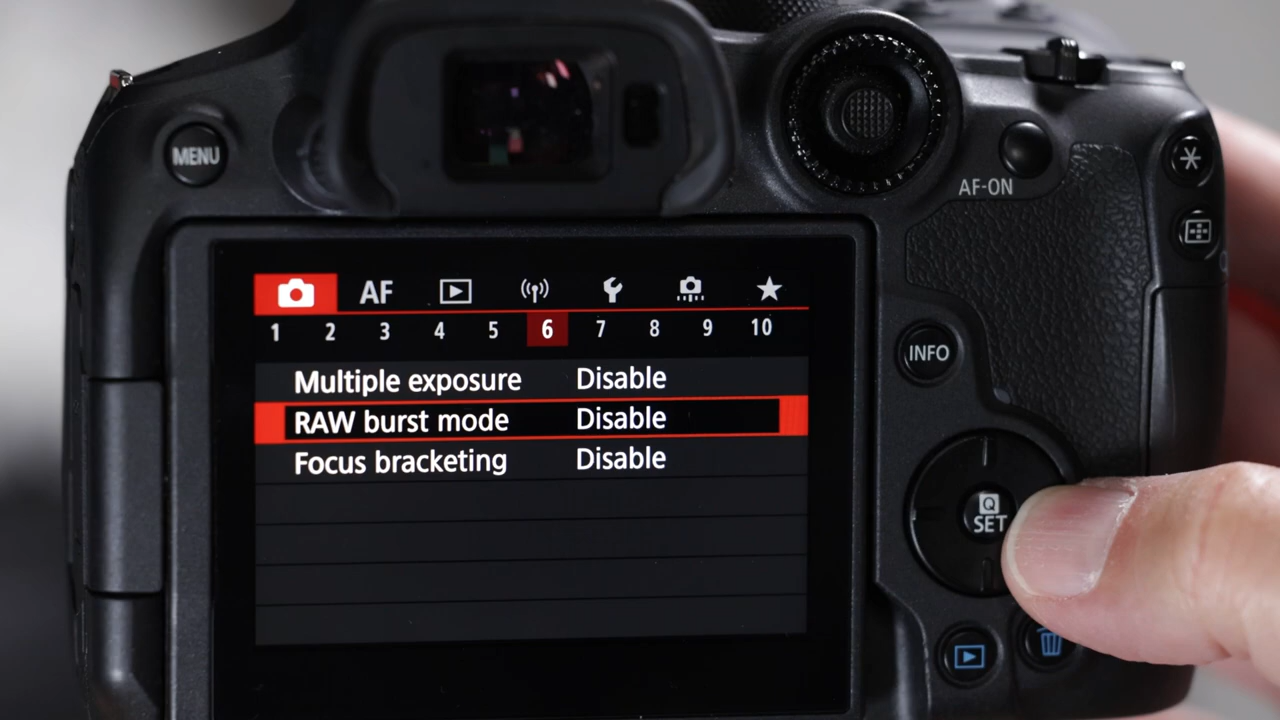 MENU
AF-ON
AF
1 2 3 4 5 6 7 8 9 10
INFO
Multiple exposure Disable
RAW burst mode Disable
Focus bracketing Disable
Q
SET